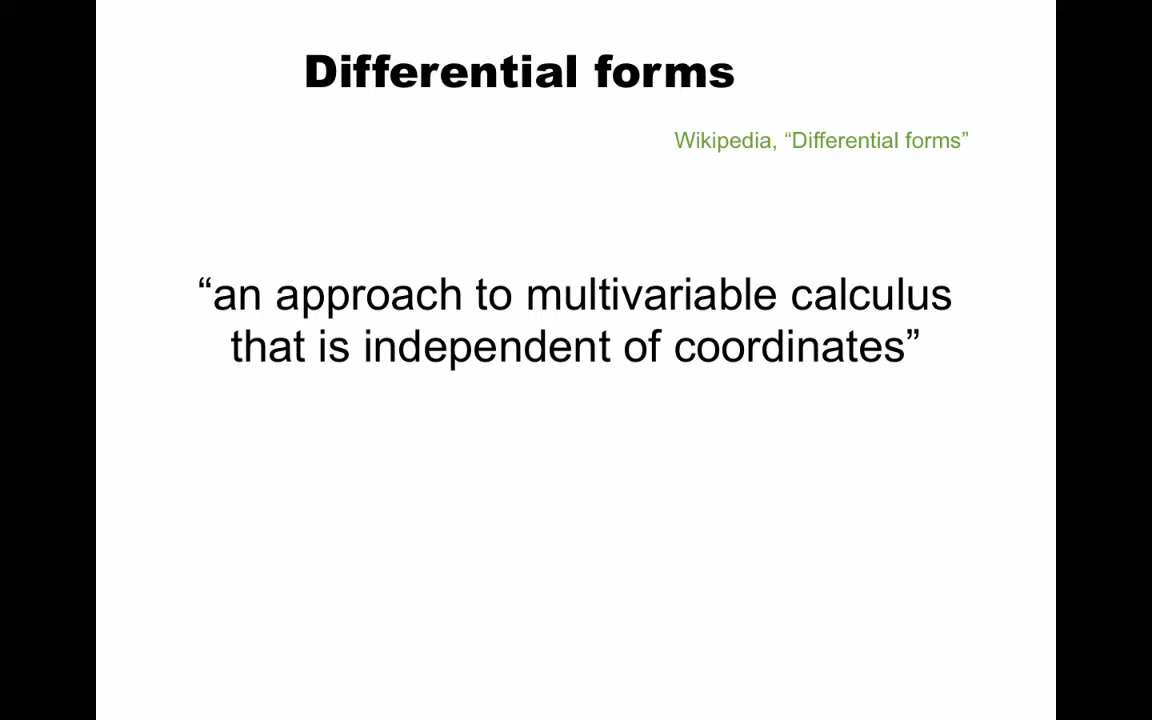 Differential forms
Wikipedia, “Differential forms”
“an approach to multivariable calculus
that is independent of coordinates”